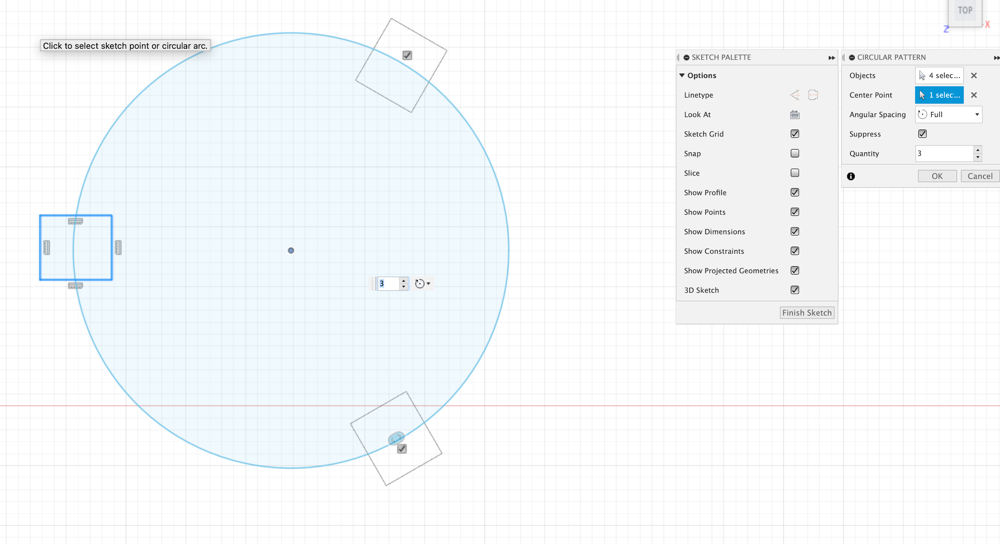 TOP
X
Z
Click to select sketch point or circular arc.
SKETCH PALETTE
Options
Linetype
Look At
Sketch Grid
Snap
Slice
Show Profile
Show Points
Show Dimensions
Show Constraints
Show Projected Geometries
3D Sketch
Finish Sketch
CIRCULAR PATTERN
Objects 4 selec...
Center Point 1 selec...
Angular Spacing Full
Suppress
Quantity 3
OK Cancel
3